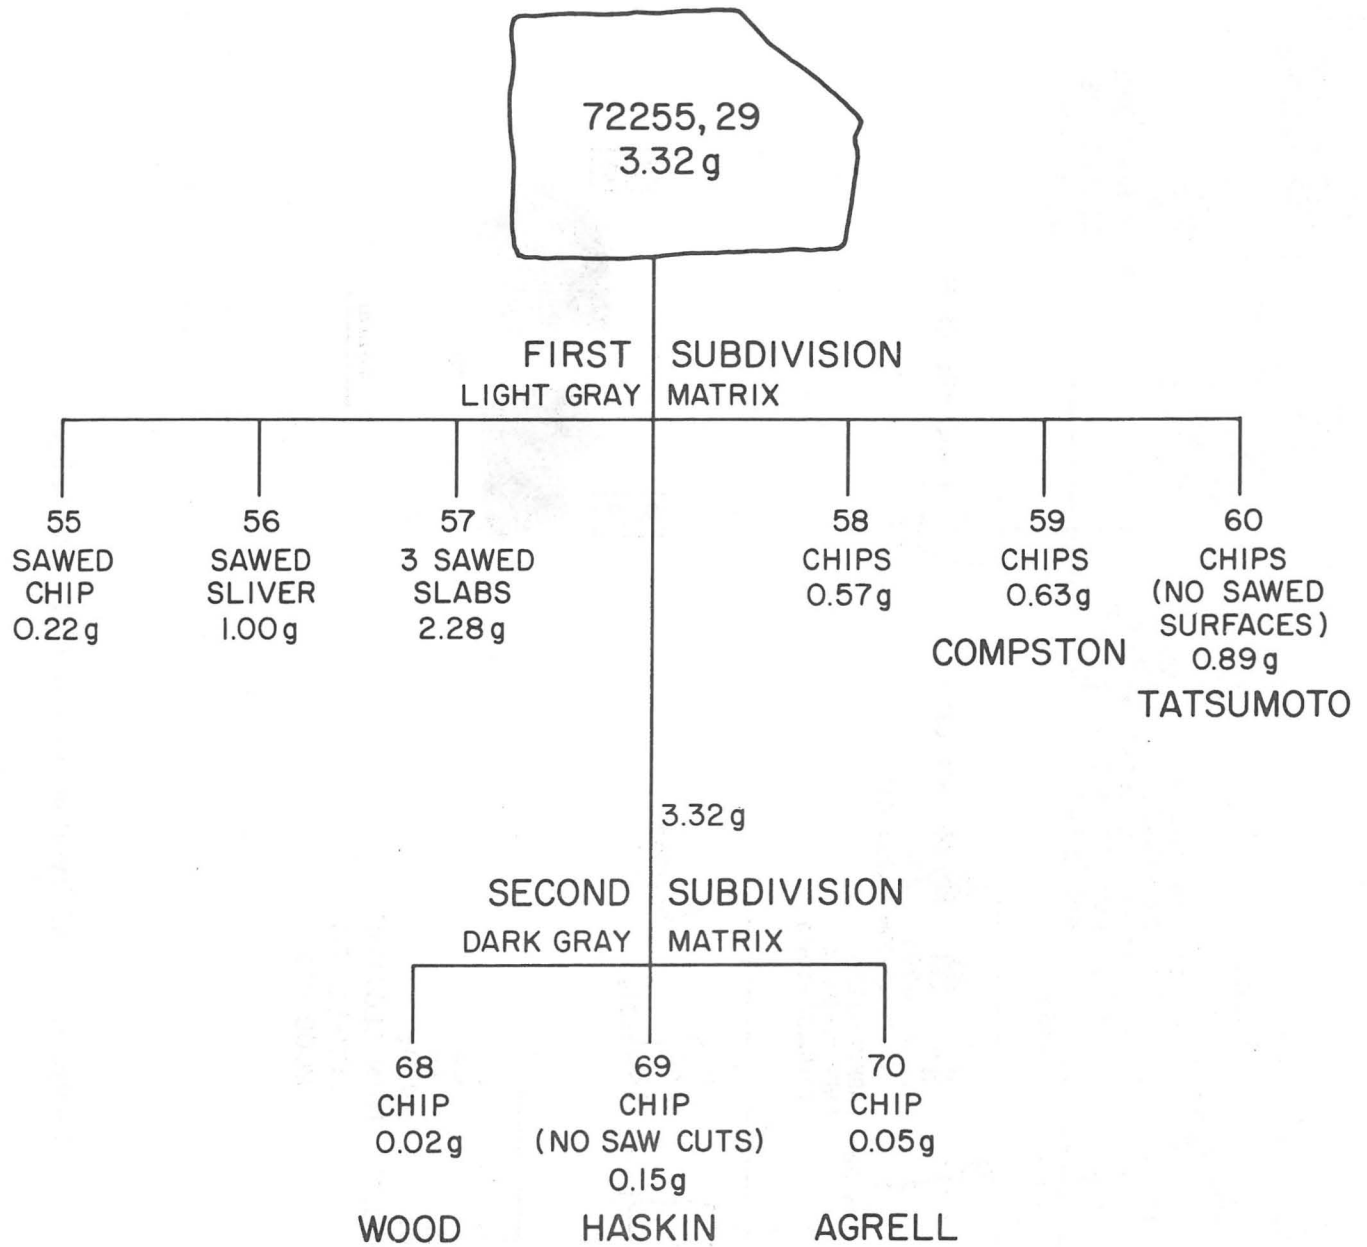 72255, 29
3.32 g
FIRST SUBDIVISION
LIGHT GRAY MATRIX
55
SAWED
CHIP
0.22 g
56
SAWED
SLIVER
1.00 g
57
3 SAWED
SLABS
2.28 g
58
CHIPS
0.57 g
59
CHIPS
0.63 g
COMPSTON
60
CHIPS
(NO SAWED
SURFACES)
0.89 g
TATSUMOTO
3.32 g
SECOND SUBDIVISION
DARK GRAY MATRIX
68
CHIP
0.02 g
WOOD
69
CHIP
(NO SAW CUTS)
0.15 g
HASKIN
70
CHIP
0.05 g
AGRELL